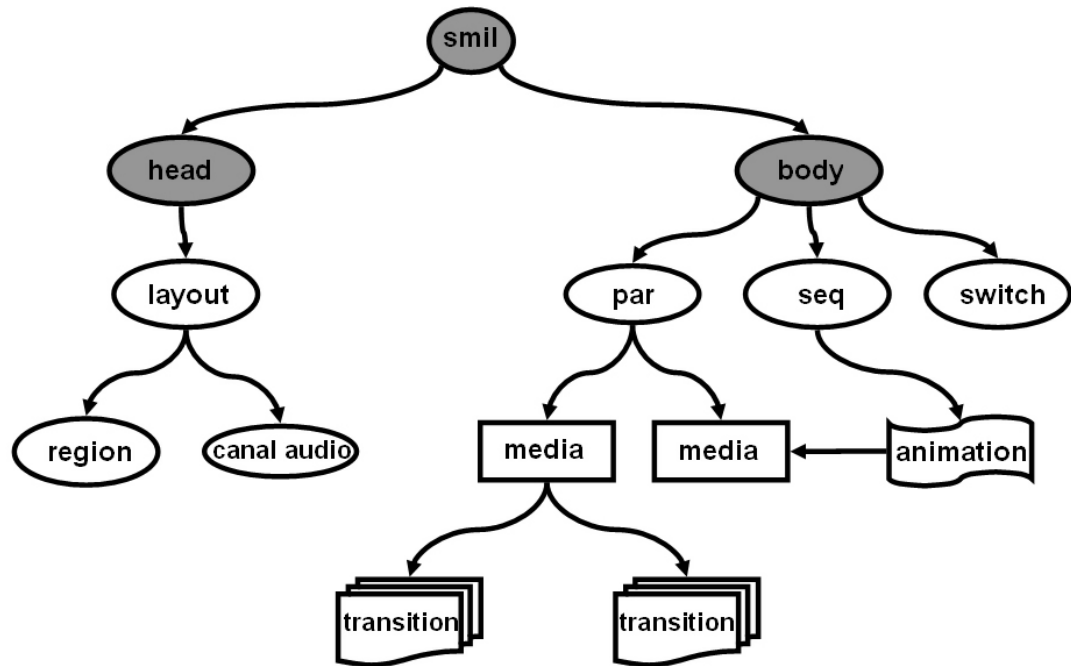 smil
head
body
layout
par
seq
switch
region
canal audio
media
media
animation
transition
transition